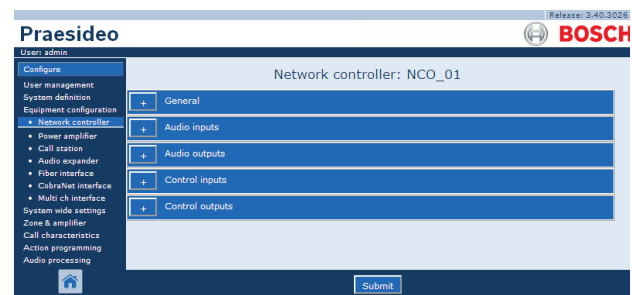 Release: 3.40.3026
Praesideo
BOSCH
User: admin
Configure
User management
System definition
Equipment configuration
• Network controller
• Power amplifier
• Call station
• Audio expander
• Fiber interface
• CobraNet interface
• Multi ch interface
System wide settings
Zone & amplifier
Call characteristics
Action programming
Audio processing
Network controller: NCO_01
+ General
+ Audio inputs
+ Audio outputs
+ Control inputs
+ Control outputs
Submit